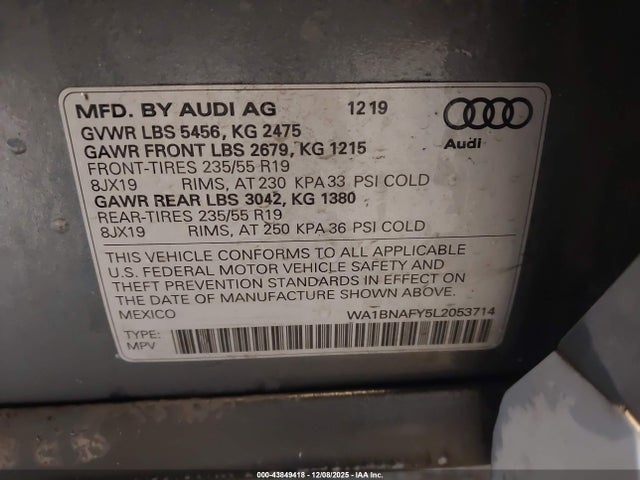 MFD. BY AUDI AG 12 19
GVWR LBS 5456, KG 2475
GAWR FRONT LBS 2679, KG 1215
Audi
FRONT-TIRES 235/55 R19
8JX19 RIMS, AT 230 KPA 33 PSI COLD
GAWR REAR LBS 3042, KG 1380
REAR-TIRES 235/55 R19
8JX19 RIMS, AT 250 KPA 36 PSI COLD
THIS VEHICLE CONFORMS TO ALL APPLICABLE
U.S. FEDERAL MOTOR VEHICLE SAFETY AND
THEFT PREVENTION STANDARDS IN EFFECT ON
THE DATE OF MANUFACTURE SHOWN ABOVE.
MEXICO WA1BNAFY5L2053714
TYPE:
MPV
000-43849418 - 12/08/2025 - IAA Inc.